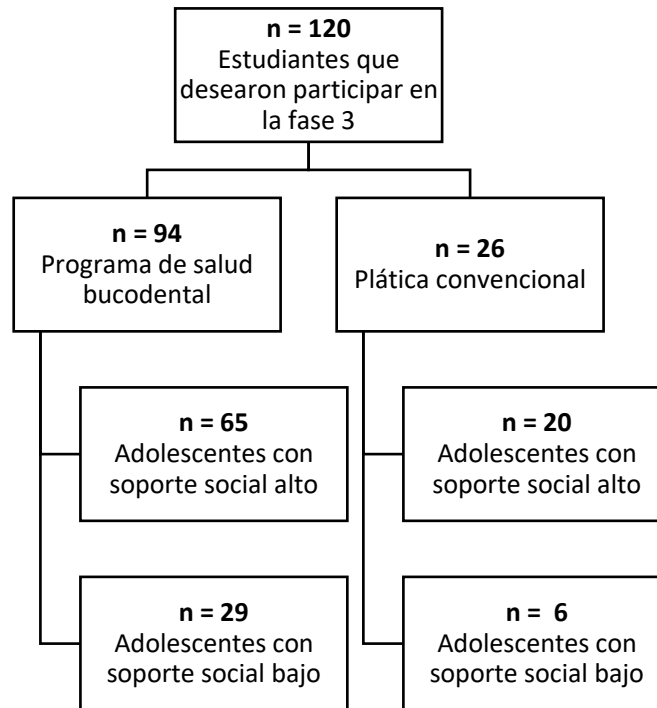 n = 120
Estudiantes que
desearon participar en
la fase 3
n = 94
Programa de salud
bucodental
n = 26
Plática convencional
n = 65
Adolescentes con
soporte social alto
n = 20
Adolescentes con
soporte social alto
n = 29
Adolescentes con
soporte social bajo
n = 6
Adolescentes con
soporte social bajo